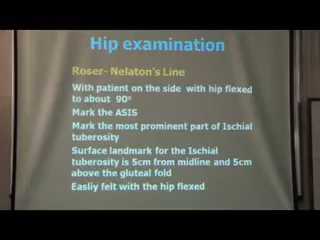 Hip examination
Roser-Nelaton's Line
With patient on the side with hip flexed
to about 90°
Mark the ASIS
Mark the most prominent part of Ischial
tuberosity
Surface landmark for the Ischial
tuberosity is 5cm from midline and 5cm
above the gluteal fold
Easliy felt with the hip flexed